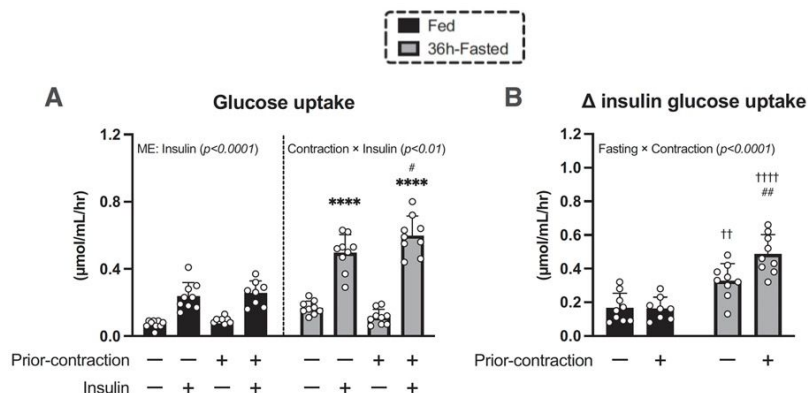 Fed
36h-Fasted
A
Glucose uptake
ME: Insulin (p<0.0001)
Contraction × Insulin (p<0.01)
#
****
****
1.2
0.8
0.4
0.0
(μmol/mL/hr)
Prior-contraction — — + + — — + +
Insulin — + — + — + — +
B
Δ insulin glucose uptake
Fasting × Contraction (p<0.0001)
††††
##
††
1.2
1.0
0.8
0.6
0.4
0.2
0.0
(μmol/mL/hr)
Prior-contraction — + — +